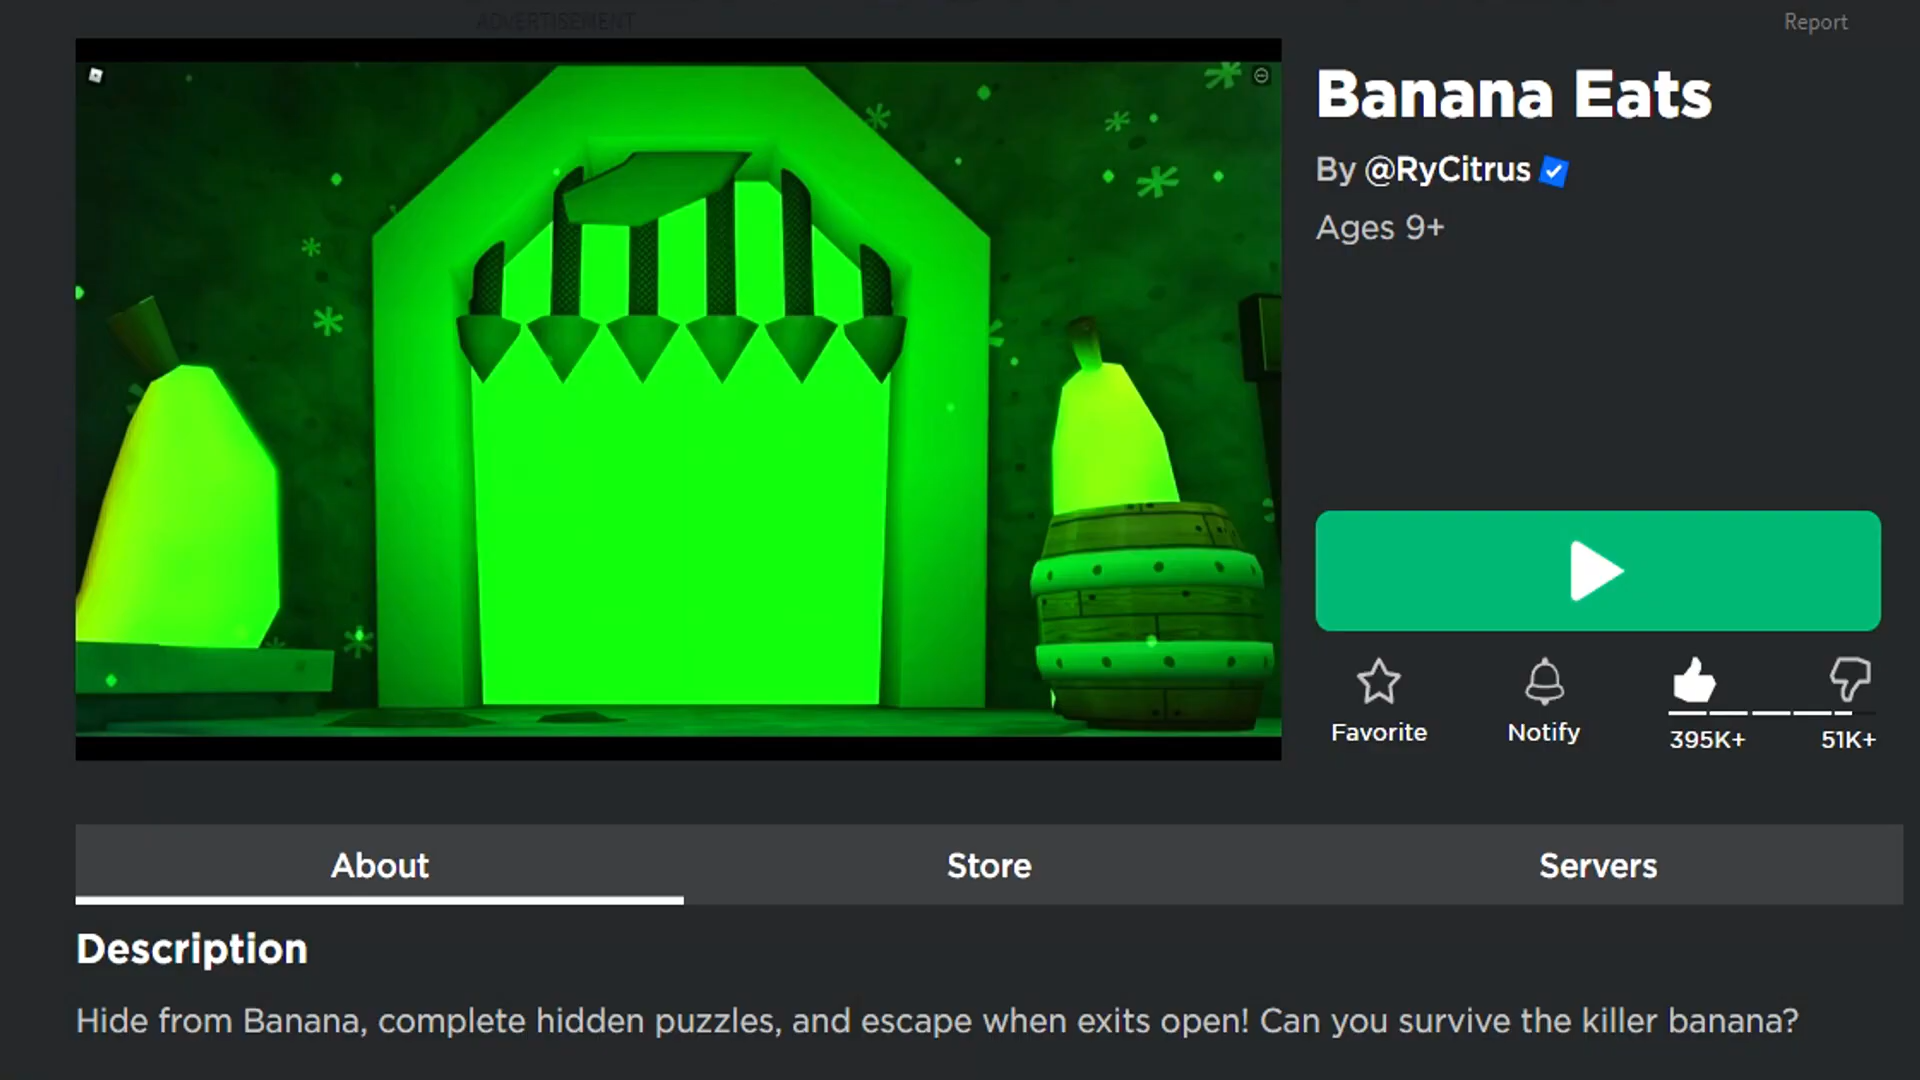 ADVERTISEMENT
Report
Banana Eats
By @RyCitrus
Ages 9+
Favorite
Notify
395K+
51K+
About
Store
Servers
Description
Hide from Banana, complete hidden puzzles, and escape when exits open! Can you survive the killer banana?